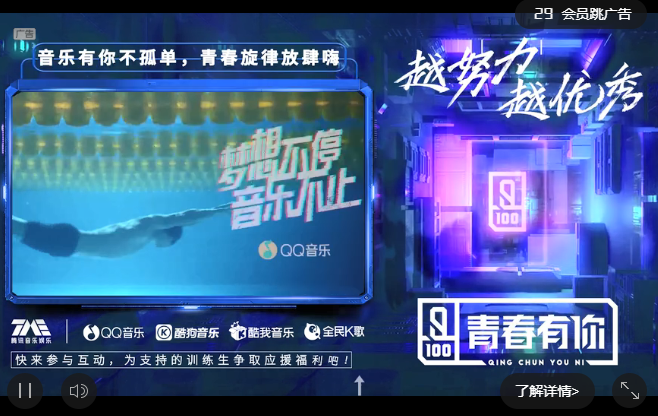 29 会员跳广告
广告
音乐有你不孤单，青春旋律放肆嗨
越努力
越优秀
梦想不停
音乐不止
QQ音乐
100
TME
腾讯音乐娱乐
QQ音乐
酷狗音乐
酷我音乐
全民K歌
100
青春有你
QING CHUN YOU NI
快来参与互动，为支持的训练生争取应援福利吧！
了解详情>